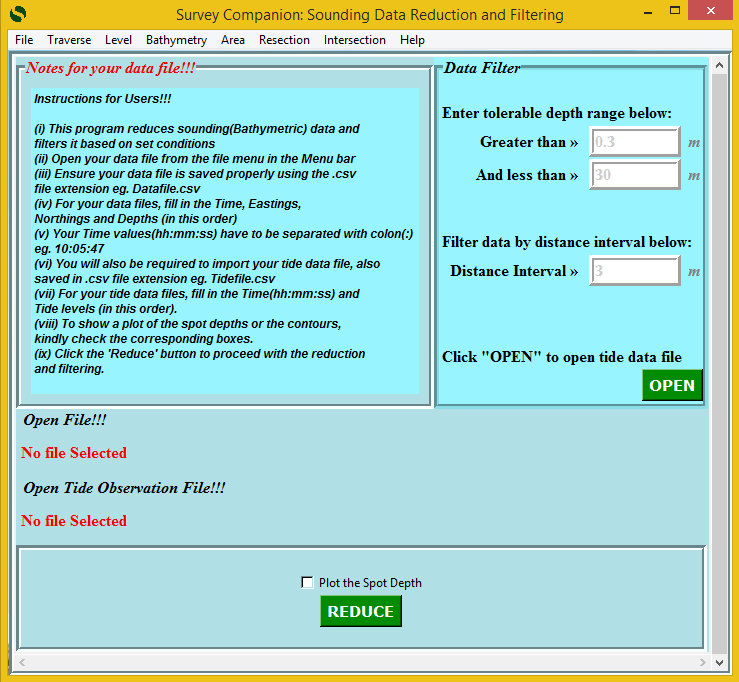 Survey Companion: Sounding Data Reduction and Filtering
File Traverse Level Bathymetry Area Resection Intersection Help
Notes for your data file!!!
Instructions for Users!!!
(i) This program reduces sounding(Bathymetric) data and
filters it based on set conditions
(ii) Open your data file from the file menu in the Menu bar
(iii) Ensure your data file is saved properly using the .csv
file extension eg. Datafile.csv
(iv) For your data files, fill in the Time, Eastings,
Northings and Depths (in this order)
(v) Your Time values(hh:mm:ss) have to be separated with colon(:)
eg. 10:05:47
(vi) You will also be required to import your tide data file, also
saved in .csv file extension eg. Tidefile.csv
(vii) For your tide data files, fill in the Time(hh:mm:ss) and
Tide levels (in this order).
(viii) To show a plot of the spot depths or the contours,
kindly check the corresponding boxes.
(ix) Click the 'Reduce' button to proceed with the reduction
and filtering.
Data Filter
Enter tolerable depth range below:
Greater than » 0.3 m
And less than » 30 m
Filter data by distance interval below:
Distance Interval » 3 m
Click "OPEN" to open tide data file
OPEN
Open File!!!
No file Selected
Open Tide Observation File!!!
No file Selected
Plot the Spot Depth
REDUCE